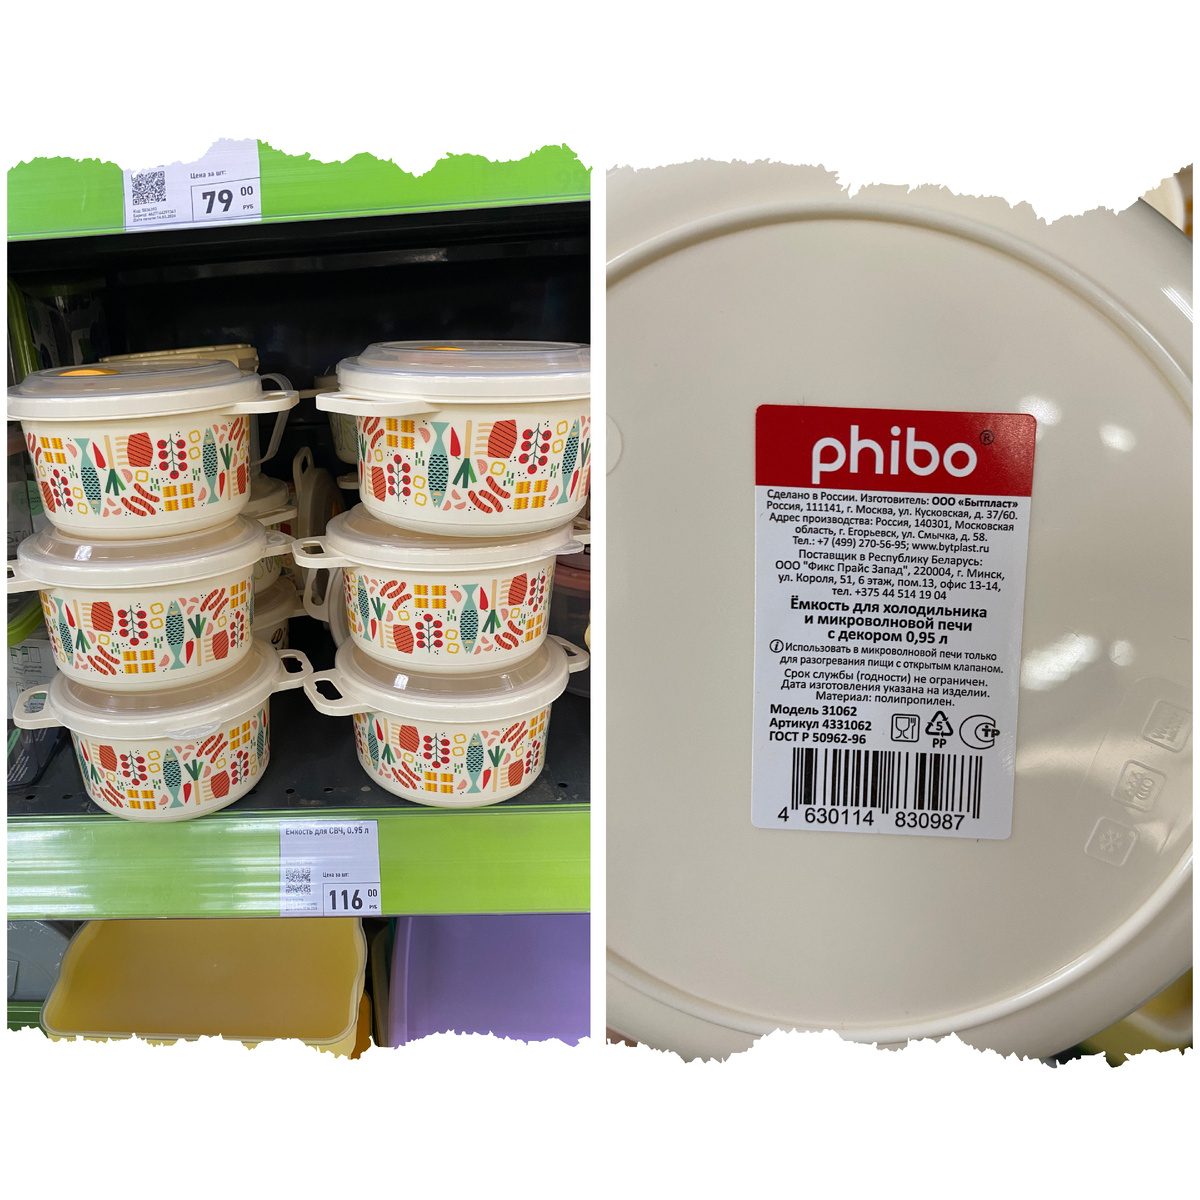 Цена за шт:
79 00
РУБ
Емкость для СВЧ, 0.95 л
Цена за шт:
116 00
РУБ
phibo®
Сделано в России. Изготовитель: ООО «Бытпласт»
Россия, 111141, г. Москва, ул. Кусковская, д. 37/60.
Адрес производства: Россия, 140301, Московская
область, г. Егорьевск, ул. Смычка, д. 58.
Тел.: +7 (499) 270-56-95; www.bytplast.ru
Поставщик в Республику Беларусь:
ООО "Фикс Прайс Запад", 220004, г. Минск,
ул. Короля, 51, 6 этаж, пом.13, офис 13-14,
тел. +375 44 514 19 04
Ёмкость для холодильника
и микроволновой печи
с декором 0,95 л
Использовать в микроволновой печи только
для разогревания пищи с открытым клапаном.
Срок службы (годности) не ограничен.
Дата изготовления указана на изделии.
Материал: полипропилен.
Модель 31062
Артикул 4331062
ГОСТ Р 50962-96
5
PP
4 630114 830987